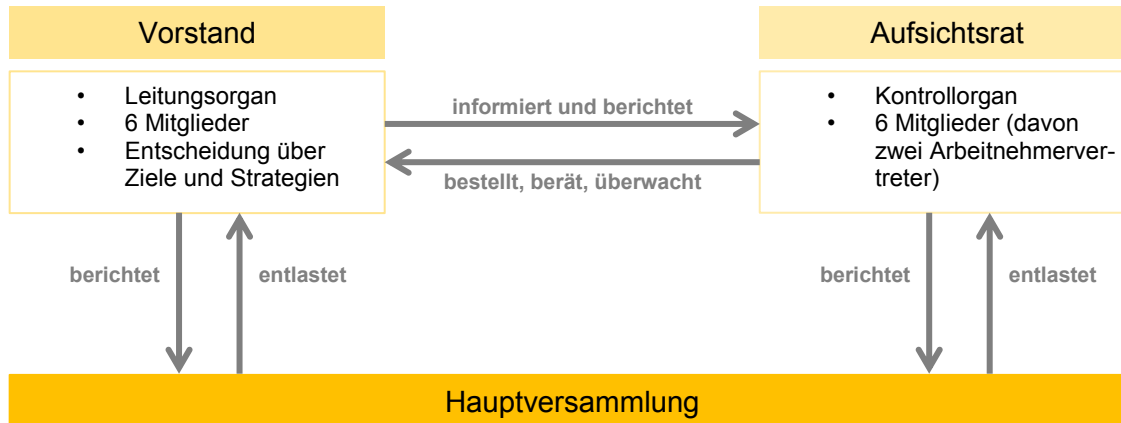 Vorstand
• Leitungsorgan
• 6 Mitglieder
• Entscheidung über
Ziele und Strategien
informiert und berichtet
bestellt, berät, überwacht
Aufsichtsrat
• Kontrollorgan
• 6 Mitglieder (davon
zwei Arbeitnehmerver-
treter)
berichtet
entlastet
berichtet
entlastet
Hauptversammlung